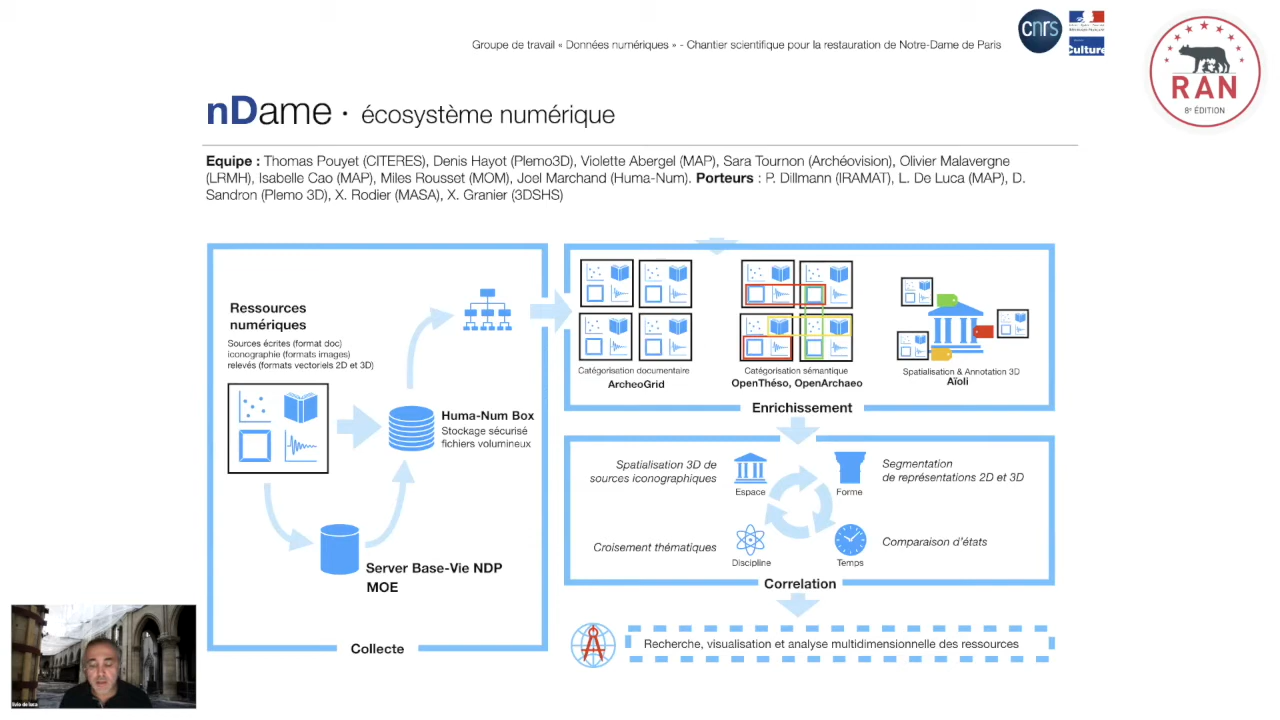 Groupe de travail « Données numériques » - Chantier scientifique pour la restauration de Notre-Dame de Paris
cnrs
Culture
RAN
8e ÉDITION
nDame · écosystème numérique
Equipe : Thomas Pouyet (CITERES), Denis Hayot (Plemo3D), Violette Abergel (MAP), Sara Tournon (Archéovision), Olivier Malavergne
(LRMH), Isabelle Cao (MAP), Miles Rousset (MOM), Joel Marchand (Huma-Num). Porteurs : P. Dillmann (IRAMAT), L. De Luca (MAP), D.
Sandron (Plemo 3D), X. Rodier (MASA), X. Granier (3DSHS)
Ressources
numériques
Sources écrites (format doc)
iconographie (formats images)
relevés (formats vectoriels 2D et 3D)
Huma-Num Box
Stockage sécurisé
fichiers volumineux
Server Base-Vie NDP
MOE
Collecte
Catégorisation documentaire
ArcheoGrid
Catégorisation sémantique
OpenThéso, OpenArchaeo
Spatialisation & Annotation 3D
Aïoli
Enrichissement
Spatialisation 3D de
sources iconographiques
Espace
Forme
Segmentation
de représentations 2D et 3D
Croisement thématiques
Discipline
Temps
Comparaison d'états
Correlation
Recherche, visualisation et analyse multidimensionnelle des ressources
livio de luca